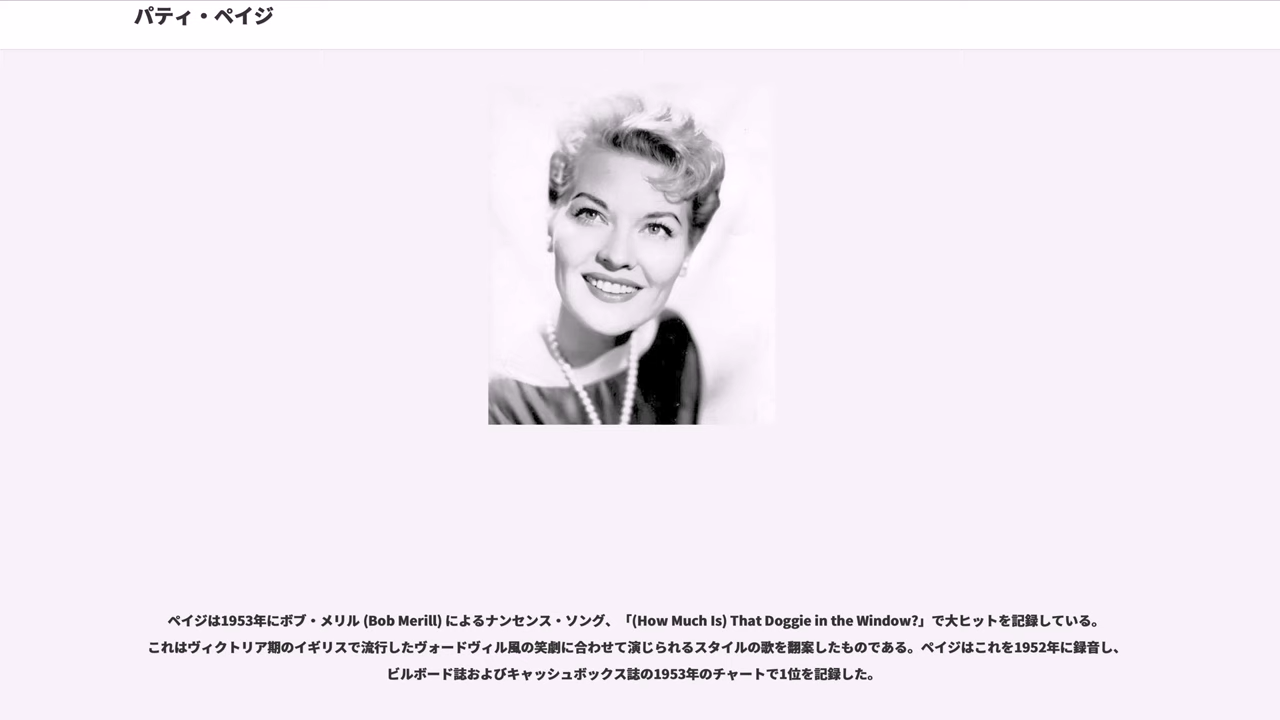 パティ・ペイジ
ペイジは1953年にボブ・メリル (Bob Merill) によるナンセンス・ソング、「(How Much Is) That Doggie in the Window?」で大ヒットを記録している。
これはヴィクトリア期のイギリスで流行したヴォードヴィル風の笑劇に合わせて演じられるスタイルの歌を翻案したものである。ペイジはこれを1952年に録音し、
ビルボード誌およびキャッシュボックス誌の1953年のチャートで1位を記録した。